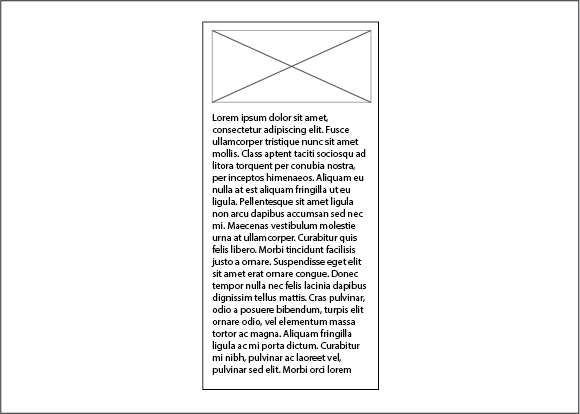 Lorem ipsum dolor sit amet,
consectetur adipiscing elit. Fusce
ullamcorper tristique nunc sit amet
mollis. Class aptent taciti sociosqu ad
litora torquent per conubia nostra,
per inceptos himenaeos. Aliquam eu
nulla at est aliquam fringilla ut eu
ligula. Pellentesque sit amet ligula
non arcu dapibus accumsan sed nec
mi. Maecenas vestibulum molestie
urna at ullamcorper. Curabitur quis
felis libero. Morbi tincidunt facilisis
justo a ornare. Suspendisse eget elit
sit amet erat ornare congue. Donec
tempor nulla nec felis lacinia dapibus
dignissim tellus mattis. Cras pulvinar,
odio a posuere bibendum, turpis elit
ornare odio, vel elementum massa
tortor ac magna. Aliquam fringilla
ligula ac mi porta dictum. Curabitur
mi nibh, pulvinar ac laoreet vel,
pulvinar sed elit. Morbi orci lorem